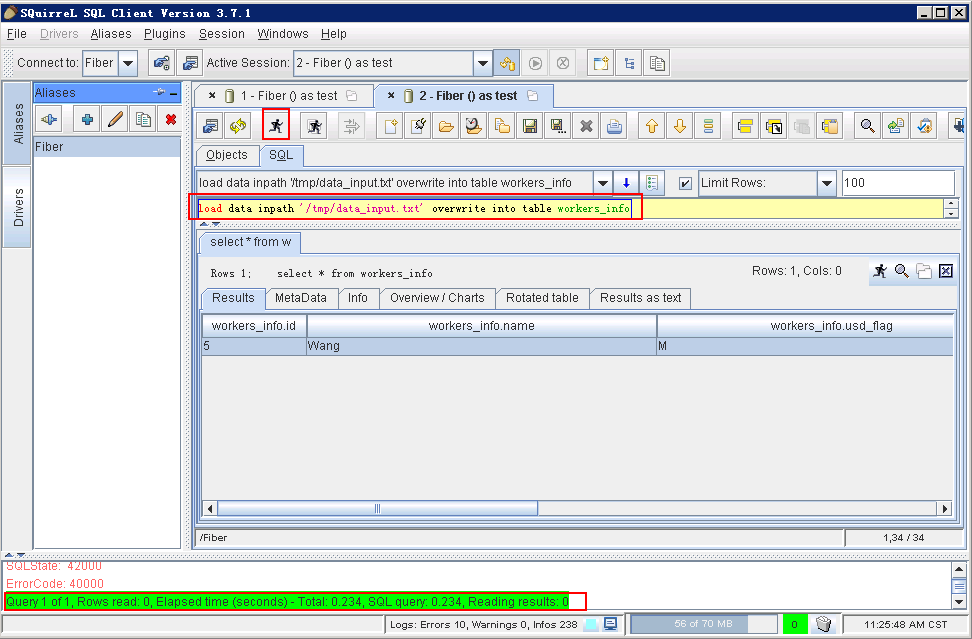 SQuirreL SQL Client Version 3.7.1
File Drivers Aliases Plugins Session Windows Help
Connect to: Fiber Active Session: 2 - Fiber () as test
Aliases
Drivers
Aliases
Fiber
1 - Fiber () as test 2 - Fiber () as test
Objects SQL
load data inpath '/tmp/data_input.txt' overwrite into table workers_info Limit Rows: 100
load data inpath '/tmp/data_input.txt' overwrite into table workers_info
select * from w
Rows 1; select * from workers_info Rows: 1, Cols: 0
Results MetaData Info Overview / Charts Rotated table Results as text
workers_info.id workers_info.name workers_info.usd_flag
5 Wang M
/Fiber 1,34 / 34
SQLState: 42000
ErrorCode: 40000
Query 1 of 1, Rows read: 0, Elapsed time (seconds) - Total: 0.234, SQL query: 0.234, Reading results: 0
Logs: Errors 10, Warnings 0, Infos 238 56 of 70 MB 0 11:25:48 AM CST